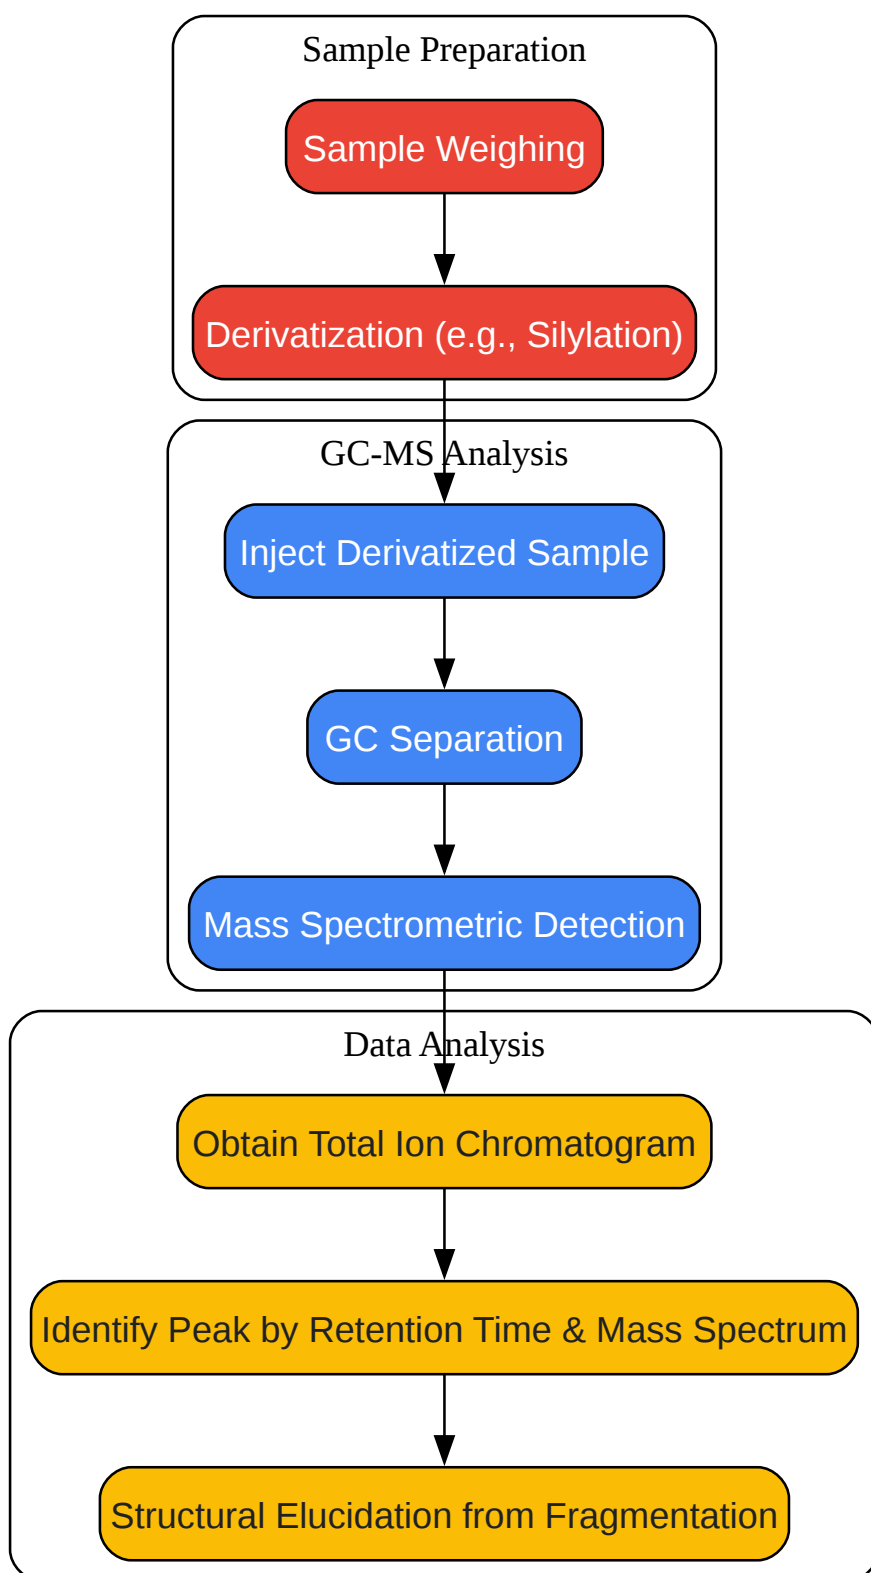 Sample Preparation
Sample Weighing
Derivatization (e.g., Silylation)
GC-MS Analysis
Inject Derivatized Sample
GC Separation
Mass Spectrometric Detection
Data Analysis
Obtain Total Ion Chromatogram
Identify Peak by Retention Time & Mass Spectrum
Structural Elucidation from Fragmentation